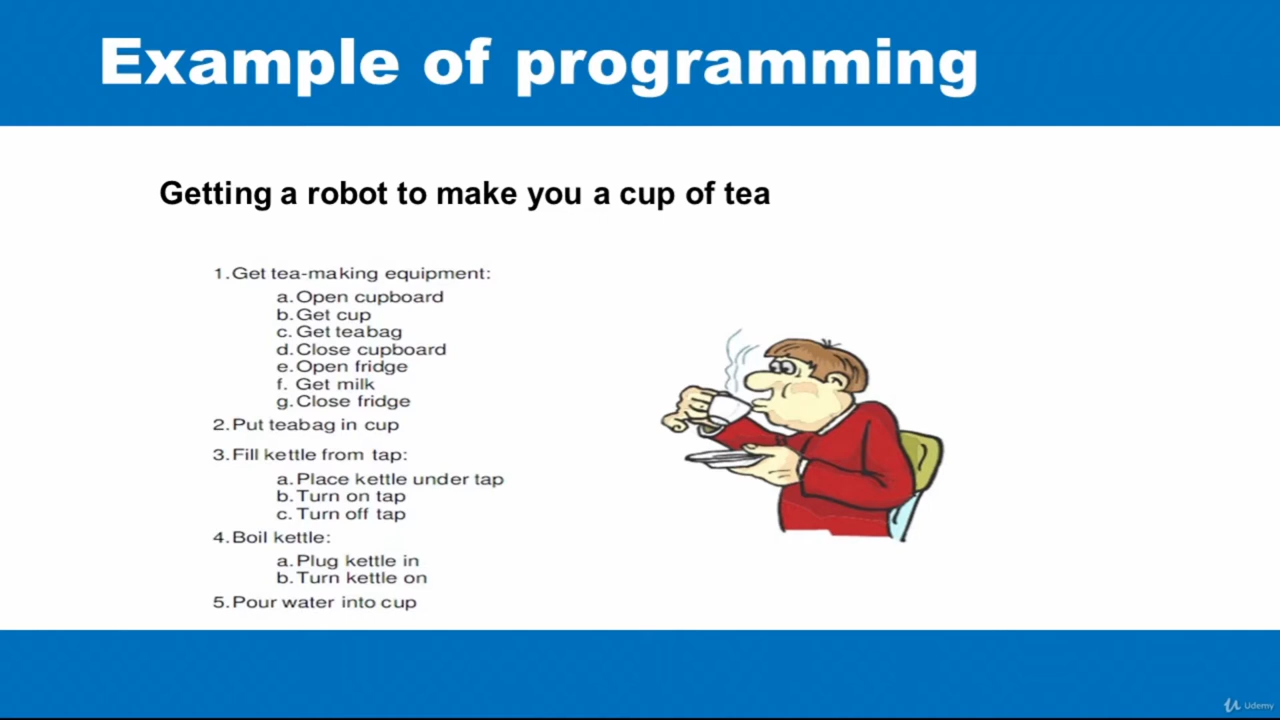 Example of programming
Getting a robot to make you a cup of tea
1.Get tea-making equipment:
a.Open cupboard
b.Get cup
c. Get teabag
d.Close cupboard
e.Open fridge
f. Get milk
g.Close fridge
2.Put teabag in cup
3.Fill kettle from tap:
a.Place kettle under tap
b.Turn on tap
c. Turn off tap
4.Boil kettle:
a.Plug kettle in
b.Turn kettle on
5.Pour water into cup
Udemy